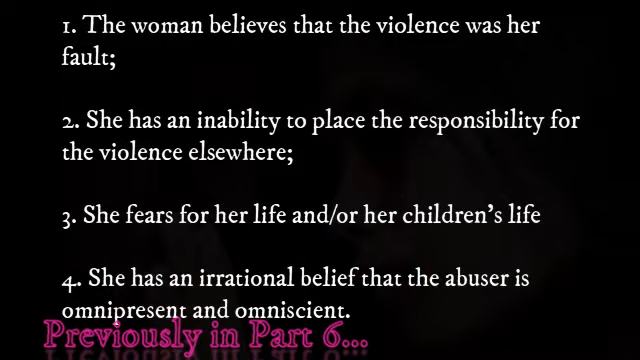 1. The woman believes that the violence was her
fault;
2. She has an inability to place the responsibility for
the violence elsewhere;
3. She fears for her life and/or her children's life
4. She has an irrational belief that the abuser is
omnipresent and omniscient.
Previously in Part 6...